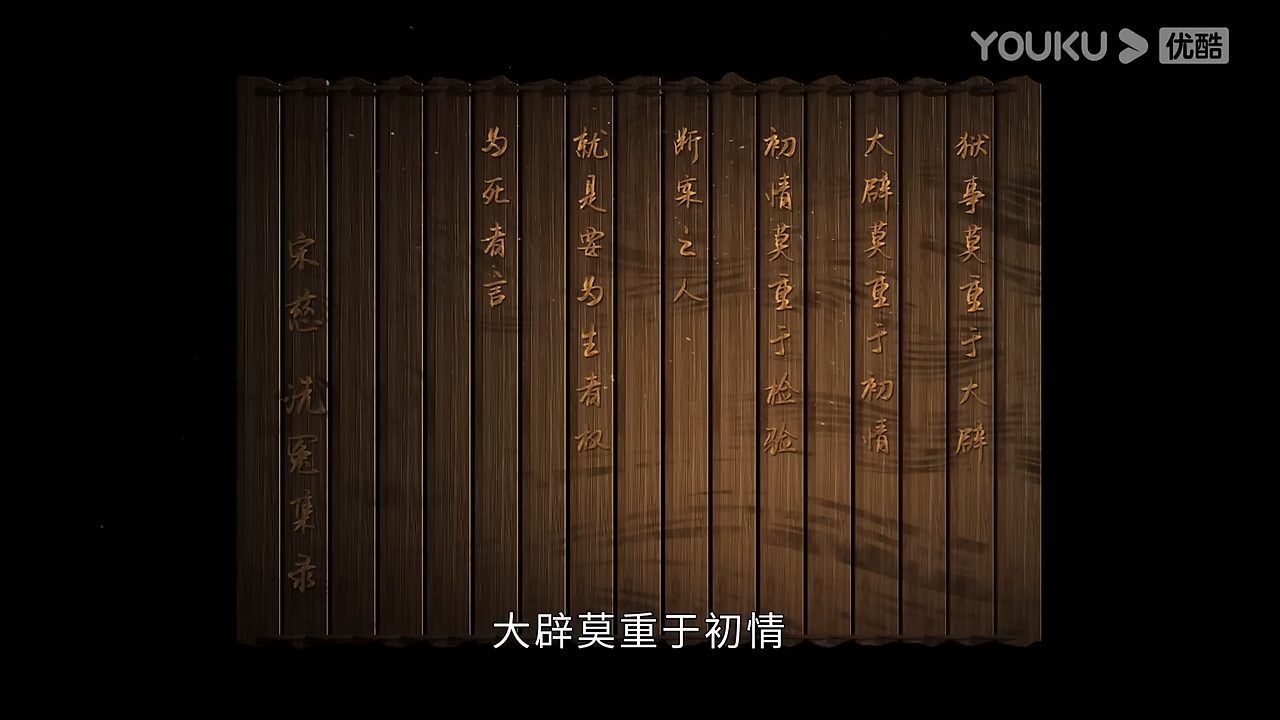 YOUKU 优酷
狱事莫重于大辟
大辟莫重于初情
初情莫重于检验
断案之人
就是要为生者权
为死者言
宋慈 洗冤集录
大辟莫重于初情